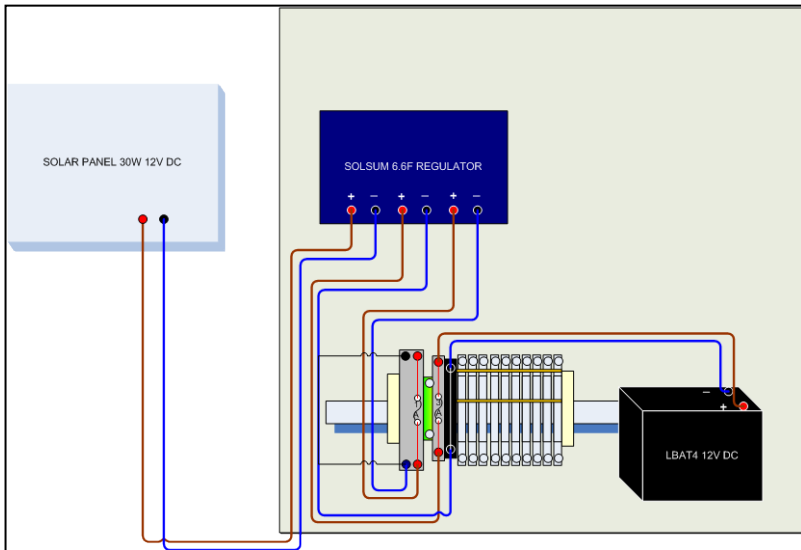 SOLAR PANEL 30W 12V DC
SOLSUM 6.6F REGULATOR
+ − + − + −
− +
LBAT4 12V DC